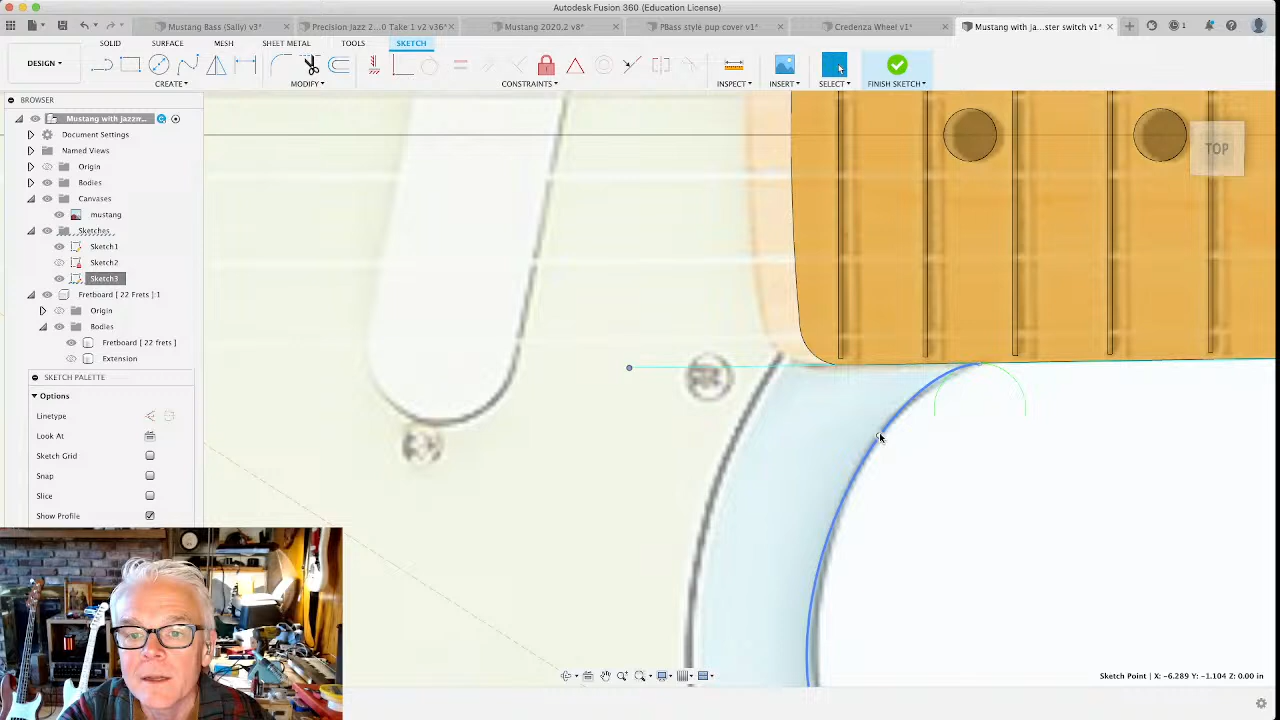 Autodesk Fusion 360 (Education License)
Mustang Bass (Sally) v3*
Precision Jazz 2...0 Take 1 v2 v36*
Mustang 2020.2 v8*
PBass style pup cover v1*
Credenza Wheel v1*
Mustang with ja...ster switch v1*
1
SOLID
SURFACE
MESH
SHEET METAL
TOOLS
SKETCH
DESIGN
CREATE
MODIFY
CONSTRAINTS
INSPECT
INSERT
SELECT
FINISH SKETCH
BROWSER
Mustang with jazzm...
Document Settings
Named Views
Origin
Bodies
Canvases
mustang
Sketches
Sketch1
Sketch2
Sketch3
Fretboard [ 22 Frets ]:1
Origin
Bodies
Fretboard [ 22 frets ]
Extension
SKETCH PALETTE
Options
Linetype
Look At
Sketch Grid
Snap
Slice
Show Profile
TOP
Sketch Point | X: -6.289 Y: -1.104 Z: 0.00 in